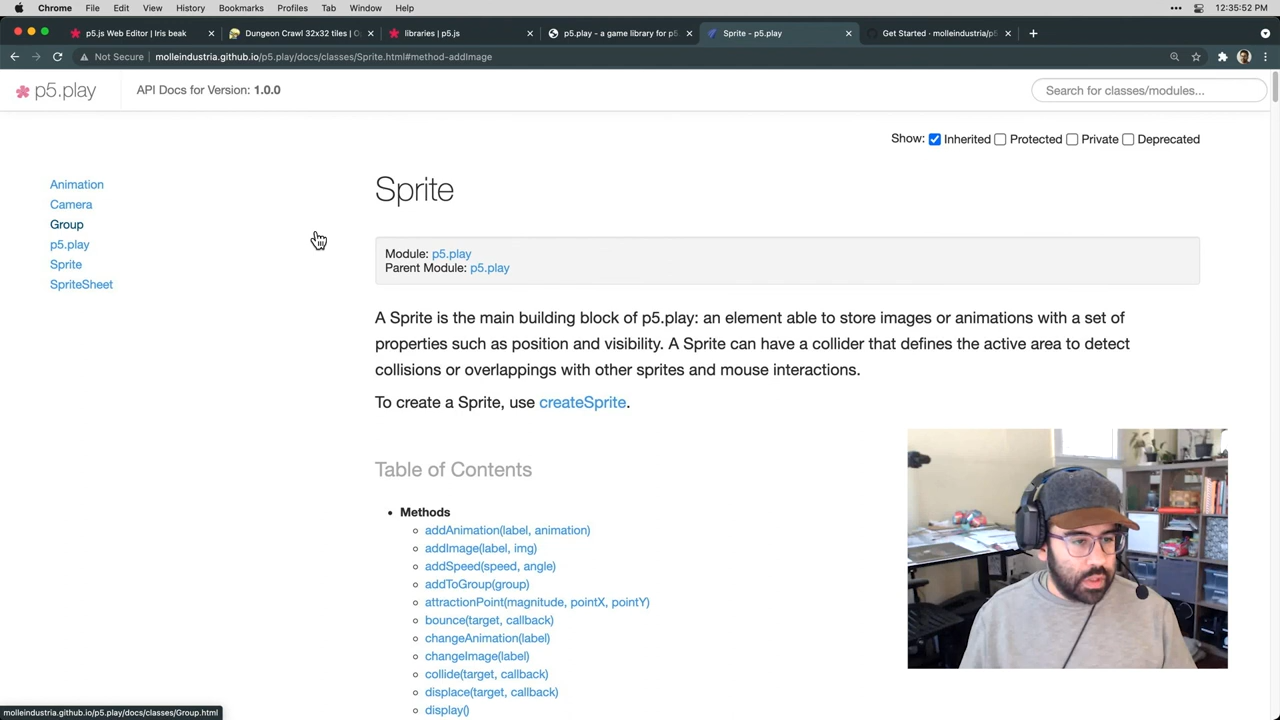 Chrome File Edit View History Bookmarks Profiles Tab Window Help 12:35:52 PM
p5.js Web Editor | Iris beak Dungeon Crawl 32x32 tiles | O libraries | p5.js p5.play - a game library for p5. Sprite - p5.play Get Started · molleindustria/p5
Not Secure molleindustria.github.io/p5.play/docs/classes/Sprite.html#method-addImage
p5.play API Docs for Version: 1.0.0 Search for classes/modules...
Show: Inherited Protected Private Deprecated
Animation
Camera
Group
p5.play
Sprite
SpriteSheet
Sprite
Module: p5.play
Parent Module: p5.play
A Sprite is the main building block of p5.play: an element able to store images or animations with a set of
properties such as position and visibility. A Sprite can have a collider that defines the active area to detect
collisions or overlappings with other sprites and mouse interactions.
To create a Sprite, use createSprite.
Table of Contents
Methods
addAnimation(label, animation)
addImage(label, img)
addSpeed(speed, angle)
addToGroup(group)
attractionPoint(magnitude, pointX, pointY)
bounce(target, callback)
changeAnimation(label)
changeImage(label)
collide(target, callback)
displace(target, callback)
display()
molleindustria.github.io/p5.play/docs/classes/Group.html